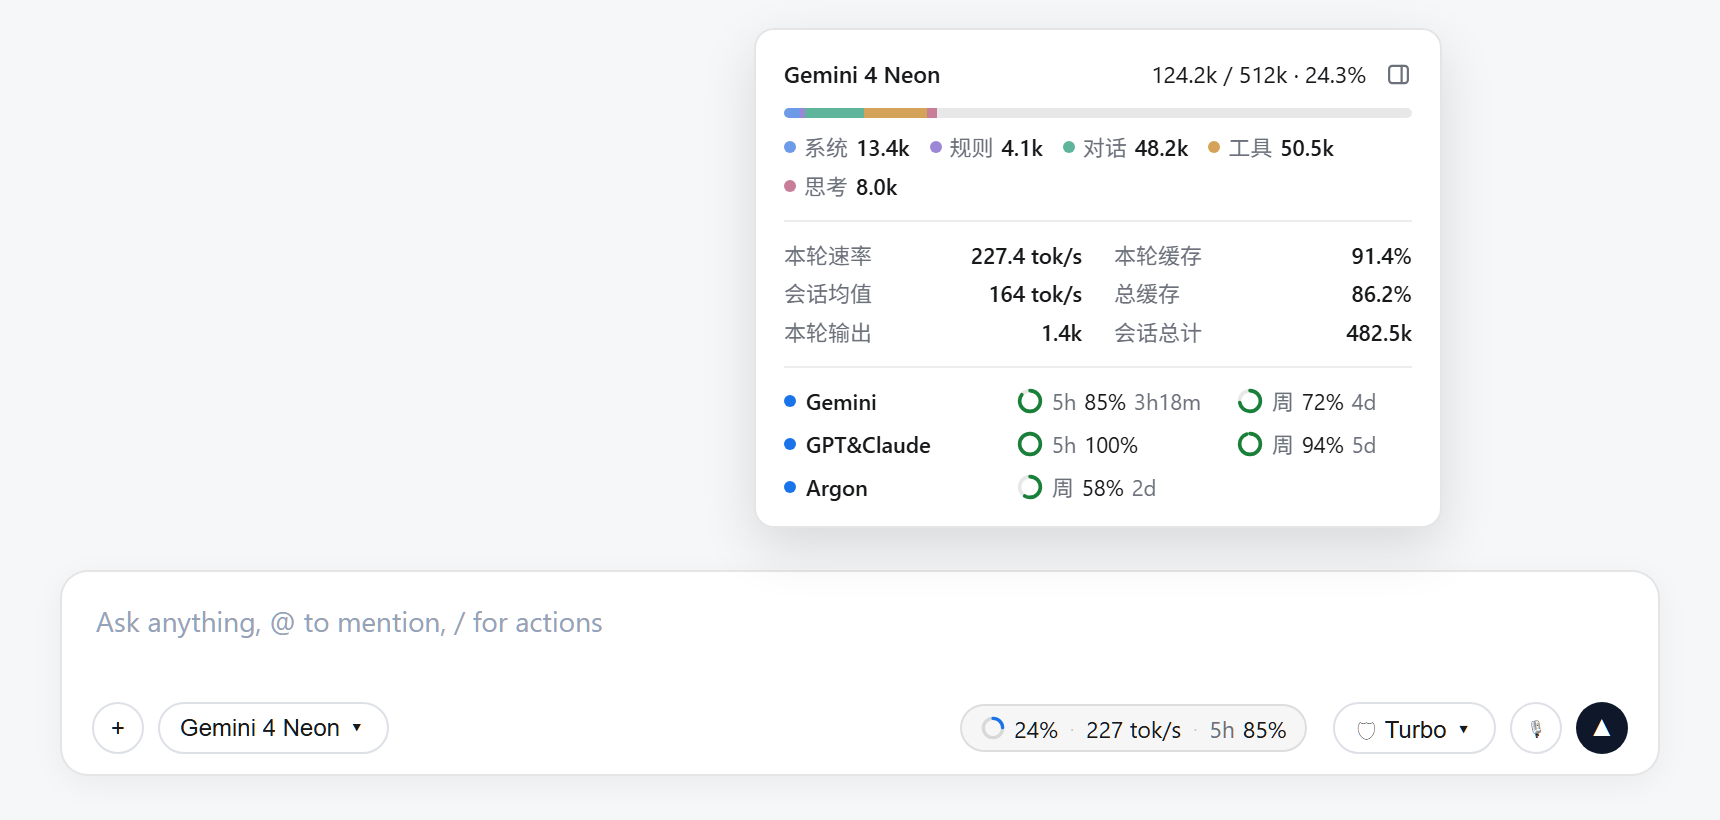 Gemini 4 Neon 124.2k / 512k · 24.3%
系统 13.4k 规则 4.1k 对话 48.2k 工具 50.5k
思考 8.0k
本轮速率 227.4 tok/s 本轮缓存 91.4%
会话均值 164 tok/s 总缓存 86.2%
本轮输出 1.4k 会话总计 482.5k
Gemini 5h 85% 3h18m 周 72% 4d
GPT&Claude 5h 100% 周 94% 5d
Argon 周 58% 2d
Ask anything, @ to mention, / for actions
+ Gemini 4 Neon ▼ 24% · 227 tok/s · 5h 85% Turbo ▼